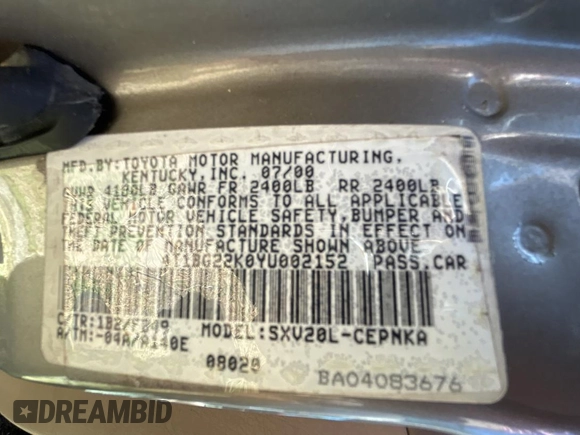 MFD.BY:TOYOTA MOTOR MANUFACTURING,
KENTUCKY,INC. 07/00
GVWR 4100LB GAWR FR 2400LB RR 2400LB
THIS VEHICLE CONFORMS TO ALL APPLICABLE
FEDERAL MOTOR VEHICLE SAFETY,BUMPER AND
THEFT PREVENTION STANDARDS IN EFFECT ON
THE DATE OF MANUFACTURE SHOWN ABOVE
4T1BG22K0YU002152 PASS.CAR
C/TR:1B2/FB09
MODEL:SXV20L-CEPNKA
A/TM:-04A/A140E
08020
BA04083676
DREAMBID